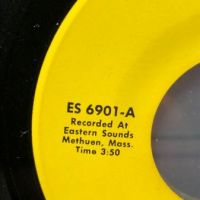 ES 6901-A
Recorded At
Eastern Sounds
Methuen, Mass.
Time 3:50